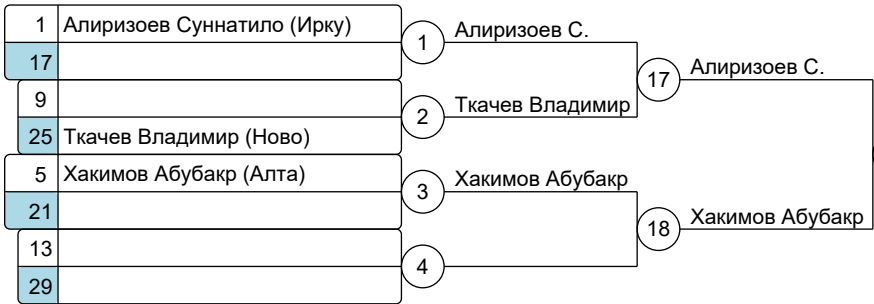 1 Алиризоев Суннатило (Ирку)
17
1 Алиризоев С.
9
25 Ткачев Владимир (Ново)
2 Ткачев Владимир
17 Алиризоев С.
5 Хакимов Абубакр (Алта)
21
3 Хакимов Абубакр
13
29
4
18 Хакимов Абубакр